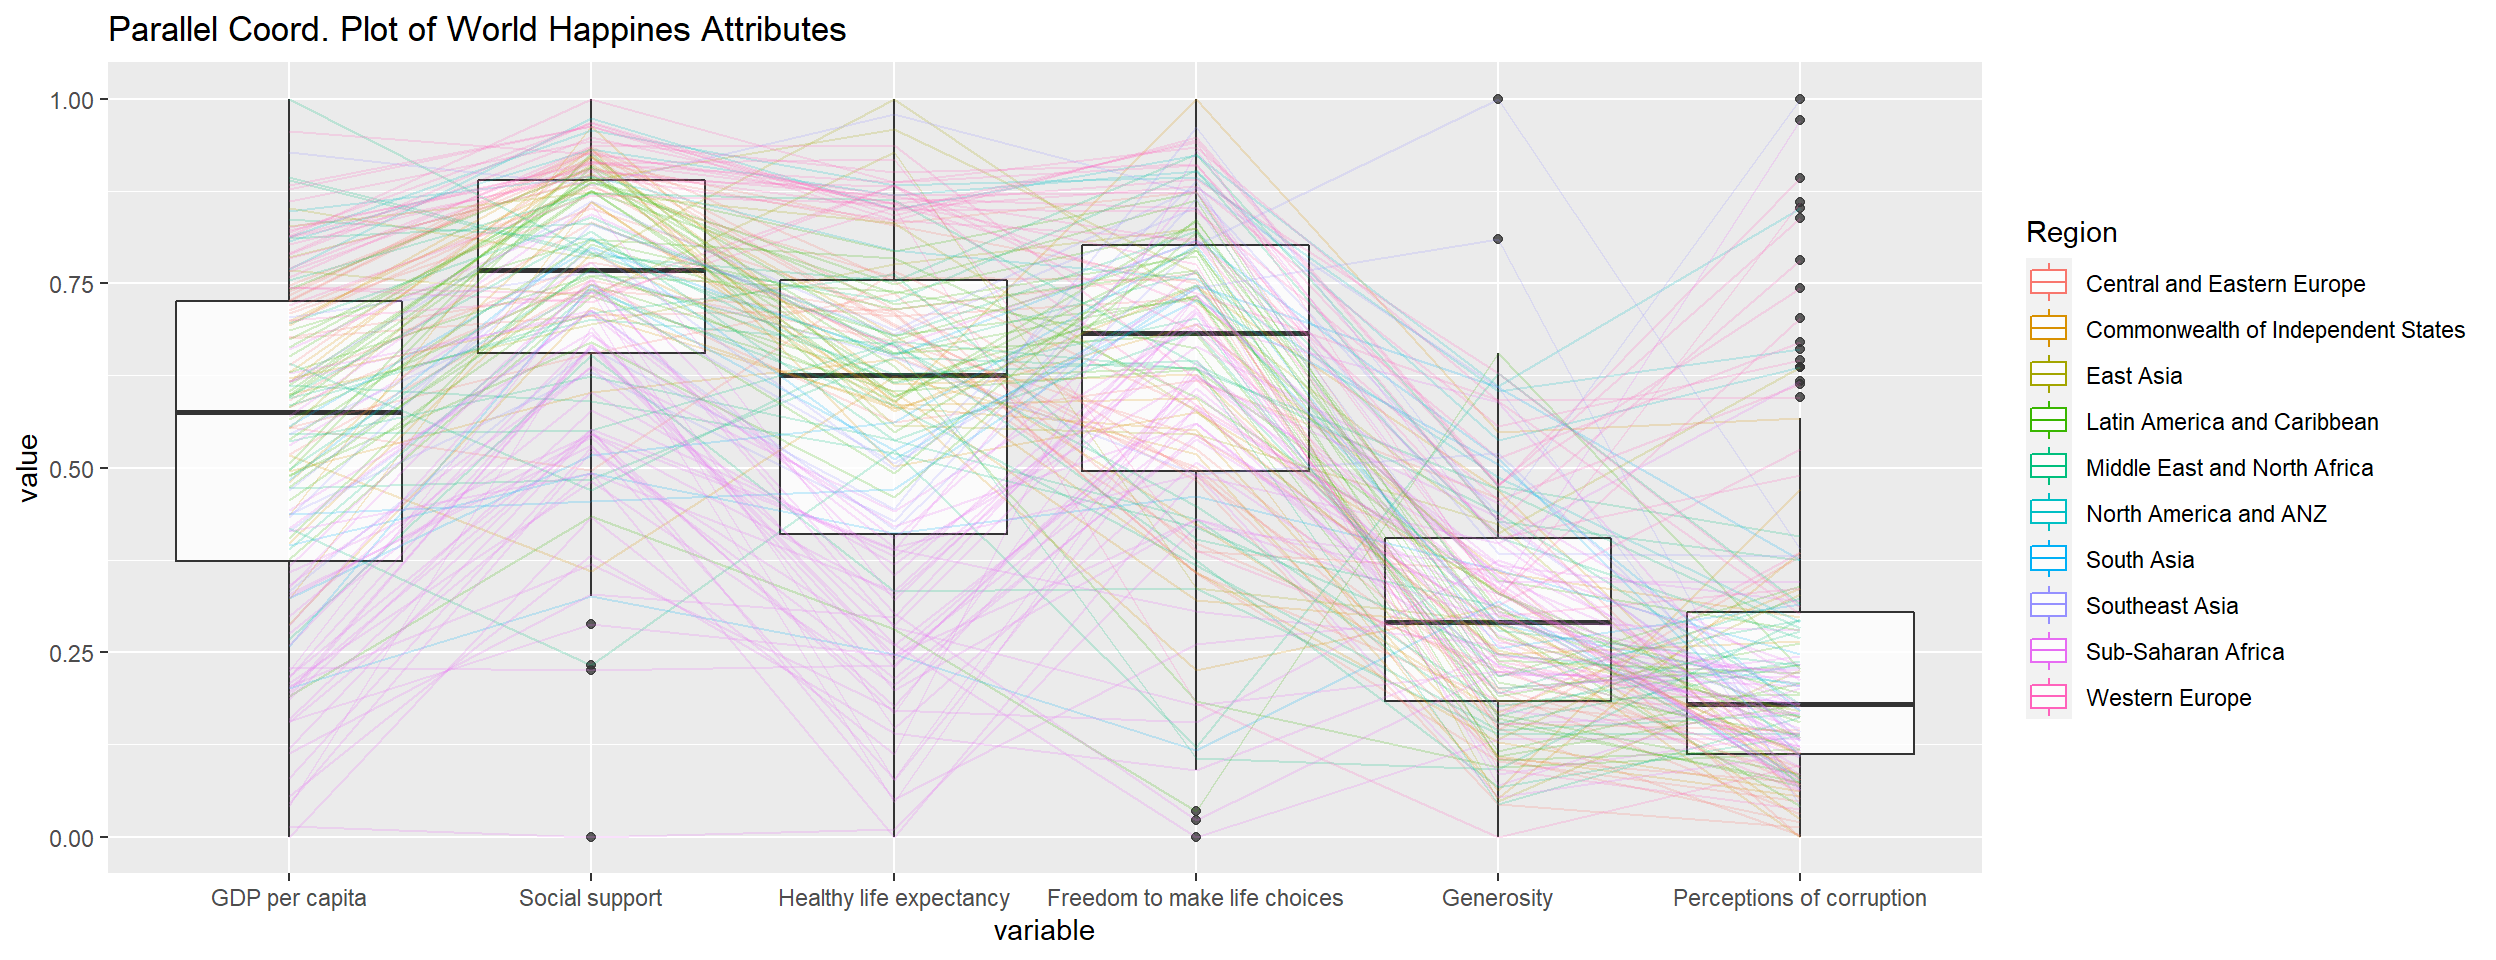 Parallel Coord. Plot of World Happines Attributes
1.00
0.75
0.50
0.25
0.00
value
GDP per capita
Social support
Healthy life expectancy
Freedom to make life choices
Generosity
Perceptions of corruption
variable
Region
Central and Eastern Europe
Commonwealth of Independent States
East Asia
Latin America and Caribbean
Middle East and North Africa
North America and ANZ
South Asia
Southeast Asia
Sub-Saharan Africa
Western Europe